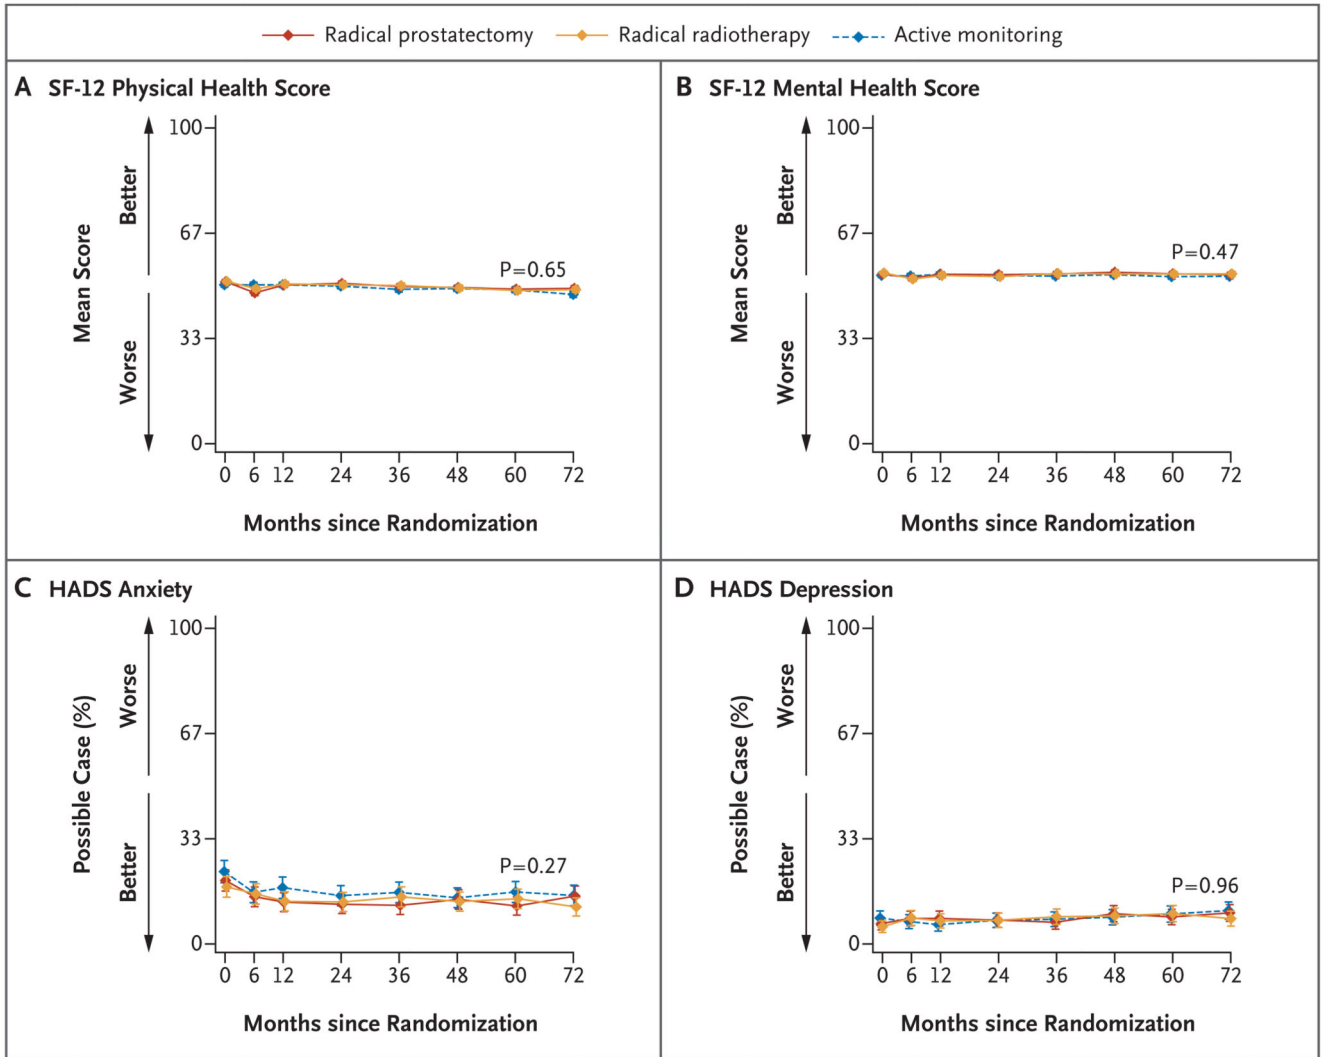 Radical prostatectomy Radical radiotherapy Active monitoring
A SF-12 Physical Health Score
Mean Score
Better
Worse
100
67
33
0
P=0.65
0 6 12 24 36 48 60 72
Months since Randomization
B SF-12 Mental Health Score
Mean Score
Better
Worse
100
67
33
0
P=0.47
0 6 12 24 36 48 60 72
Months since Randomization
C HADS Anxiety
Possible Case (%)
Worse
Better
100
67
33
0
P=0.27
0 6 12 24 36 48 60 72
Months since Randomization
D HADS Depression
Possible Case (%)
Worse
Better
100
67
33
0
P=0.96
0 6 12 24 36 48 60 72
Months since Randomization